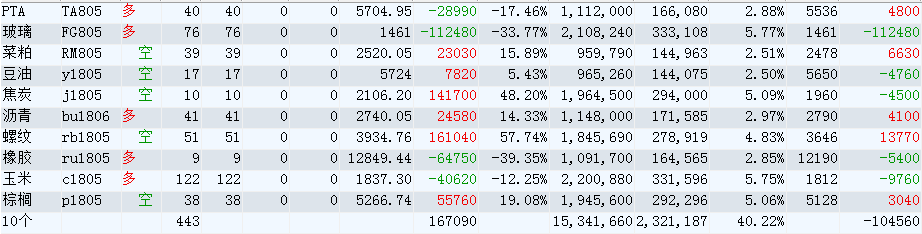 PTA TA805 多 40 40 0 0 5704.95 -28990 -17.46% 1,112,000 166,080 2.88% 5536 4800
玻璃 FG805 多 76 76 0 0 1461 -112480 -33.77% 2,108,240 333,108 5.77% 1461 -112480
菜粕 RM805 空 39 39 0 0 2520.05 23030 15.89% 959,790 144,963 2.51% 2478 6630
豆油 y1805 空 17 17 0 0 5724 7820 5.43% 965,260 144,075 2.50% 5650 -4760
焦炭 j1805 空 10 10 0 0 2106.20 141700 48.20% 1,964,500 294,000 5.09% 1960 -4500
沥青 bu1806 多 41 41 0 0 2740.05 24580 14.33% 1,148,000 171,585 2.97% 2790 4100
螺纹 rb1805 空 51 51 0 0 3934.76 161040 57.74% 1,845,690 278,919 4.83% 3646 13770
橡胶 ru1805 多 9 9 0 0 12849.44 -64750 -39.35% 1,091,700 164,565 2.85% 12190 -5400
玉米 c1805 多 122 122 0 0 1837.30 -40620 -12.25% 2,200,880 331,596 5.75% 1812 -9760
棕榈 p1805 空 38 38 0 0 5266.74 55760 19.08% 1,945,600 292,296 5.06% 5128 3040
10个 443 167090 15,341,660 2,321,187 40.22% -104560